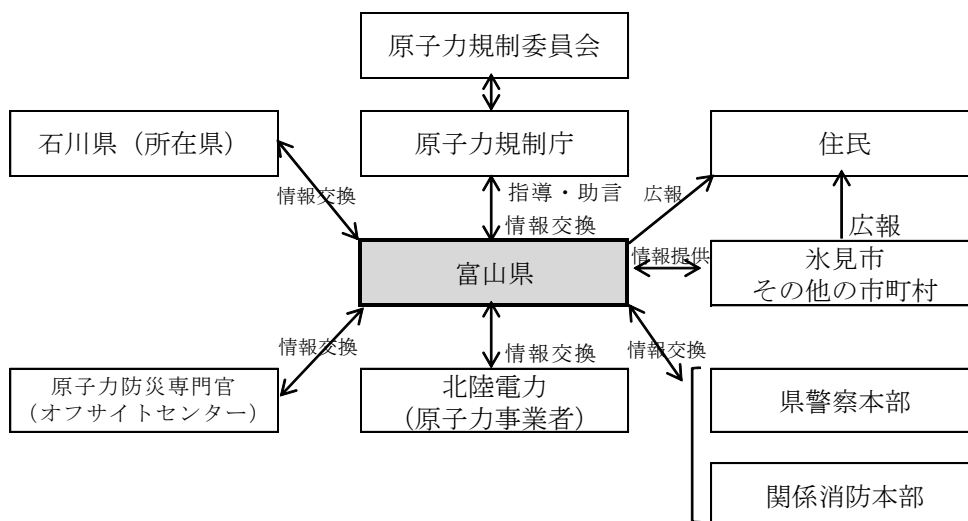 原子力規制委員会
石川県（所在県）
原子力規制庁
住民
情報交換
指導・助言
情報交換
広報
広報
富山県
情報提供
氷見市
その他の市町村
情報交換
情報交換
情報交換
原子力防災専門官
（オフサイトセンター）
北陸電力
（原子力事業者）
県警察本部
関係消防本部